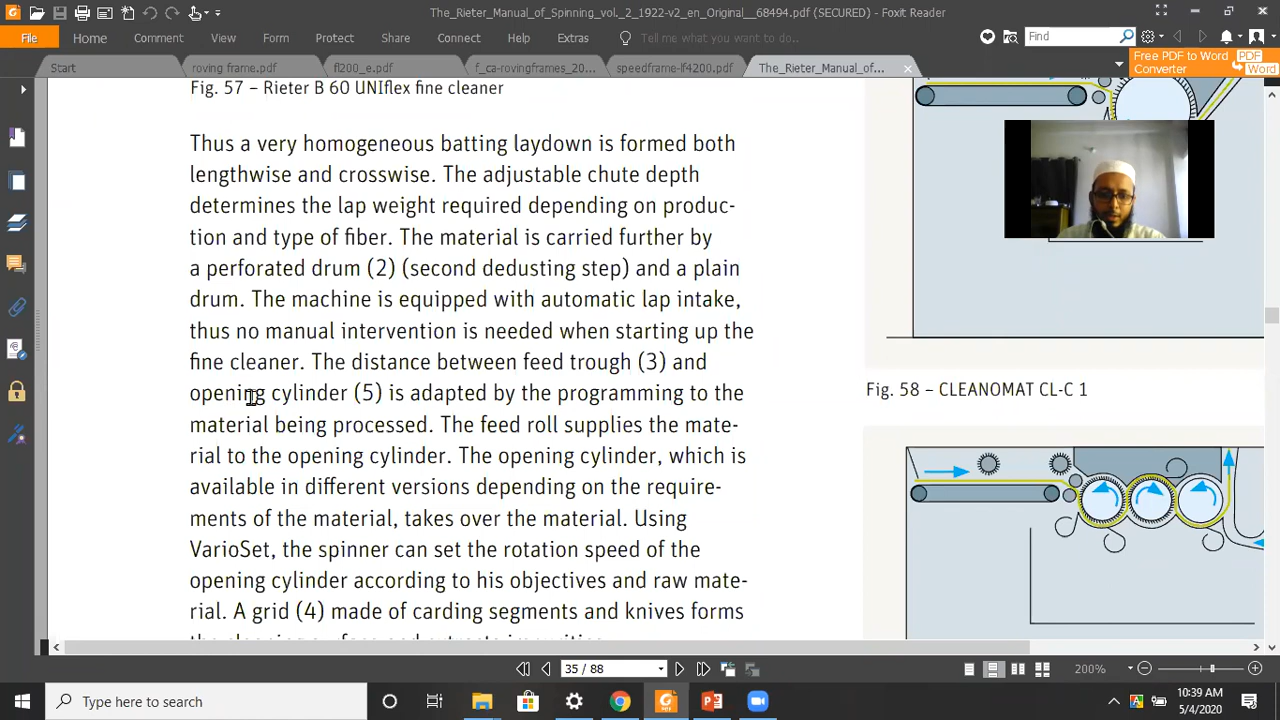 The_Rieter_Manual_of_Spinning_vol._2_1922-v2_en_Original__68494.pdf (SECURED) - Foxit Reader
File Home Comment View Form Protect Share Connect Help Extras Tell me what you want to do... Find
Free PDF to Word Converter
PDF
Word
Start roving frame.pdf fl200_e.pdf f_ca-rovingframes_20... speedframe-lf4200.pdf The_Rieter_Manual_of...
Fig. 57 – Rieter B 60 UNIflex fine cleaner
Thus a very homogeneous batting laydown is formed both
lengthwise and crosswise. The adjustable chute depth
determines the lap weight required depending on produc-
tion and type of fiber. The material is carried further by
a perforated drum (2) (second dedusting step) and a plain
drum. The machine is equipped with automatic lap intake,
thus no manual intervention is needed when starting up the
fine cleaner. The distance between feed trough (3) and
opening cylinder (5) is adapted by the programming to the
material being processed. The feed roll supplies the mate-
rial to the opening cylinder. The opening cylinder, which is
available in different versions depending on the require-
ments of the material, takes over the material. Using
VarioSet, the spinner can set the rotation speed of the
opening cylinder according to his objectives and raw mate-
rial. A grid (4) made of carding segments and knives forms
Fig. 58 – CLEANOMAT CL-C 1
35 / 88
200%
Type here to search
10:39 AM
5/4/2020